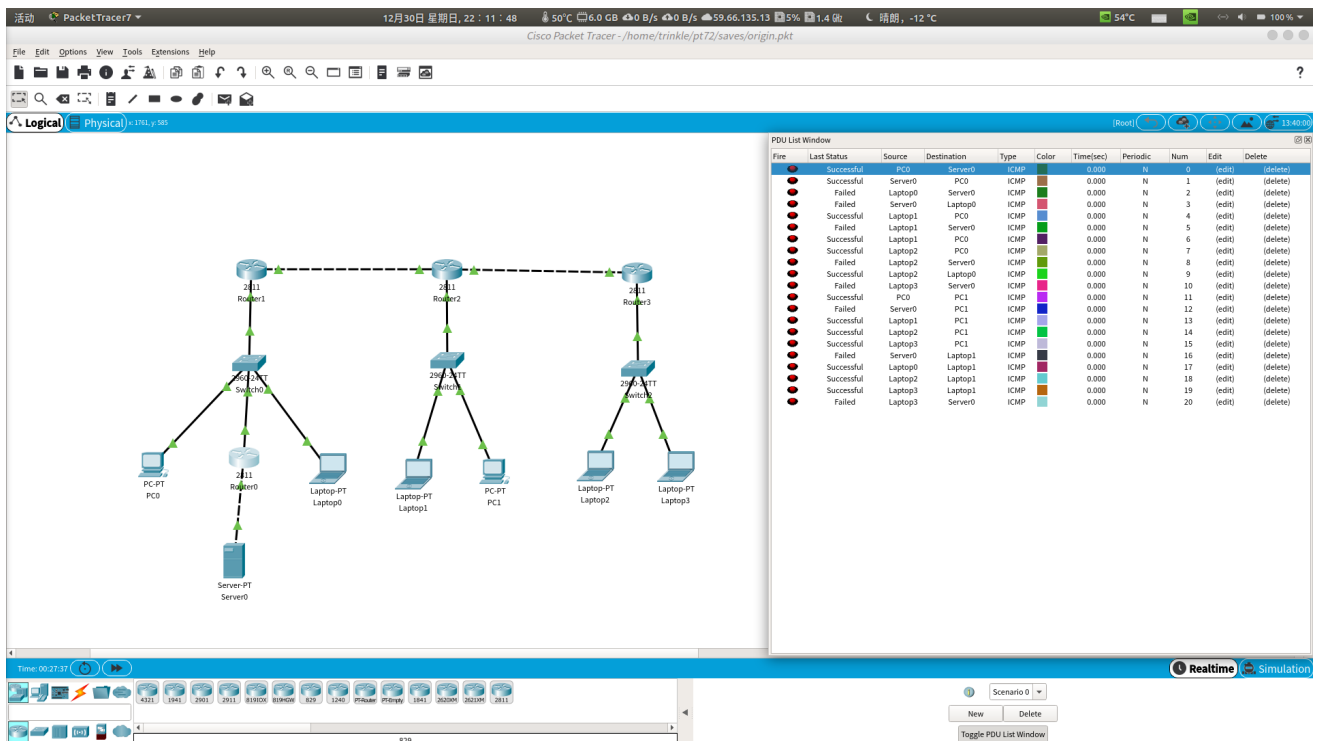 活动 PacketTracer7 12月30日 星期日, 22：11：48 50°C 6.0 GB 0 B/s 0 B/s 59.66.135.13 5% 1.4 晴朗, -12 °C 54°C 100 %
Cisco Packet Tracer - /home/trinkle/pt72/saves/origin.pkt
File Edit Options View Tools Extensions Help
?
Logical Physical x: 1761, y: 585 [Root] 13:40:00
PDU List Window
Fire Last Status Source Destination Type Color Time(sec) Periodic Num Edit Delete
Successful PC0 Server0 ICMP 0.000 N 0 (edit) (delete)
Successful Server0 PC0 ICMP 0.000 N 1 (edit) (delete)
Failed Laptop0 Server0 ICMP 0.000 N 2 (edit) (delete)
Failed Server0 Laptop0 ICMP 0.000 N 3 (edit) (delete)
Successful Laptop1 PC0 ICMP 0.000 N 4 (edit) (delete)
Failed Laptop1 Server0 ICMP 0.000 N 5 (edit) (delete)
Successful Laptop1 PC0 ICMP 0.000 N 6 (edit) (delete)
Successful Laptop2 PC0 ICMP 0.000 N 7 (edit) (delete)
Failed Laptop2 Server0 ICMP 0.000 N 8 (edit) (delete)
Successful Laptop2 Laptop0 ICMP 0.000 N 9 (edit) (delete)
Failed Laptop3 Server0 ICMP 0.000 N 10 (edit) (delete)
Successful PC0 PC1 ICMP 0.000 N 11 (edit) (delete)
Failed Server0 PC1 ICMP 0.000 N 12 (edit) (delete)
Successful Laptop1 PC1 ICMP 0.000 N 13 (edit) (delete)
Successful Laptop2 PC1 ICMP 0.000 N 14 (edit) (delete)
Successful Laptop3 PC1 ICMP 0.000 N 15 (edit) (delete)
Failed Server0 Laptop1 ICMP 0.000 N 16 (edit) (delete)
Successful Laptop0 Laptop1 ICMP 0.000 N 17 (edit) (delete)
Successful Laptop2 Laptop1 ICMP 0.000 N 18 (edit) (delete)
Successful Laptop3 Laptop1 ICMP 0.000 N 19 (edit) (delete)
Failed Laptop3 Server0 ICMP 0.000 N 20 (edit) (delete)
2811
Router1
2811
Router2
2811
Router3
2960-24TT
Switch0
2960-24TT
Switch1
2960-24TT
Switch2
PC-PT
PC0
2811
Router0
Laptop-PT
Laptop0
Laptop-PT
Laptop1
PC-PT
PC1
Laptop-PT
Laptop2
Laptop-PT
Laptop3
Server-PT
Server0
Time: 00:27:37 Realtime Simulation
4321 1941 2901 2911 819IOX 819HGW 829 1240 PT-Router PT-Empty 1841 2620XM 2621XM 2811
Scenario 0
New Delete
Toggle PDU List Window
829